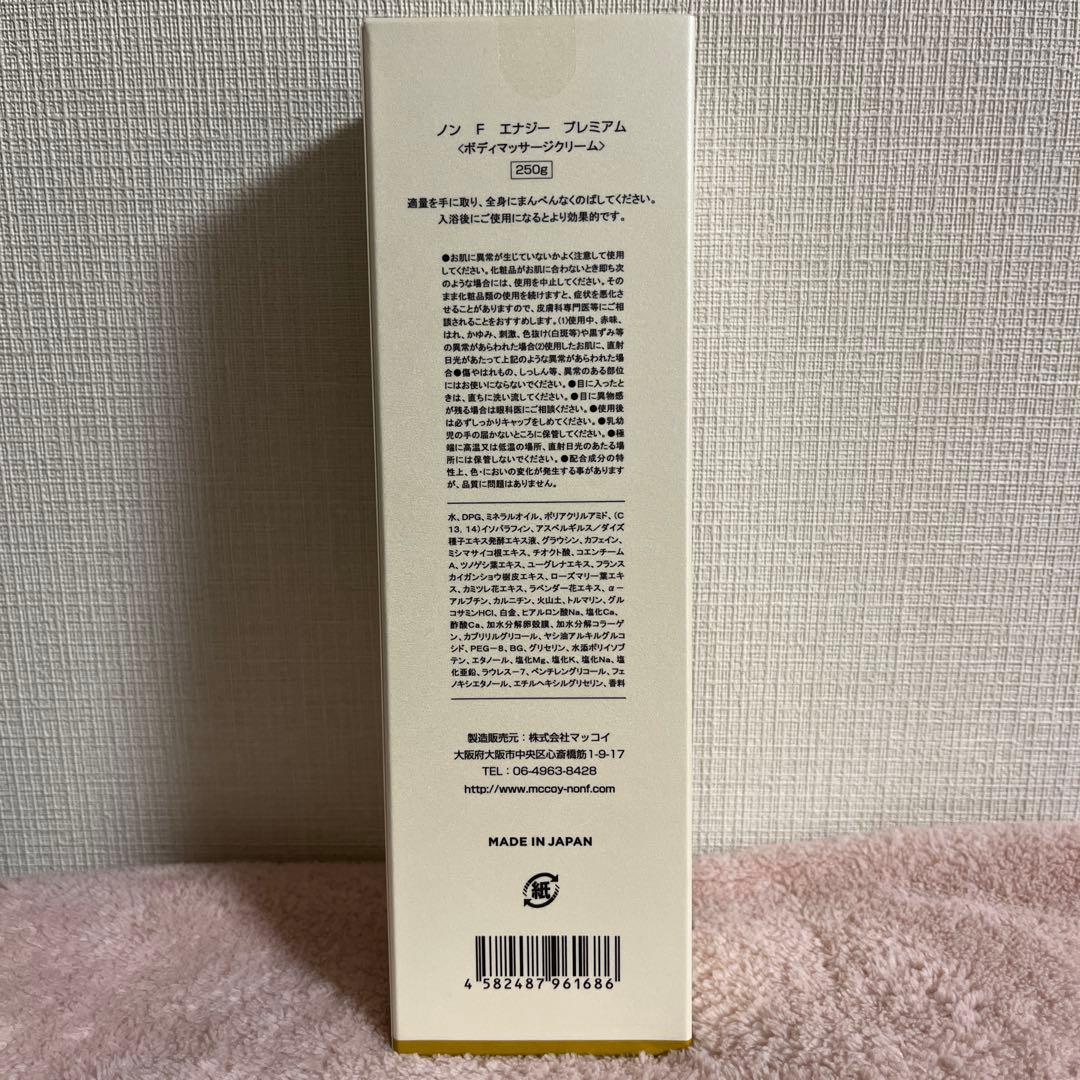 ノン F エナジー プレミアム
〈ボディマッサージクリーム〉
250g
適量を手に取り、全身にまんべんなくのばしてください。
入浴後にご使用になるとより効果的です。
●お肌に異常が生じていないかよく注意して使用
してください。化粧品がお肌に合わないとき即ち次
のような場合には、使用を中止してください。その
まま化粧品類の使用を続けますと、症状を悪化さ
せることがありますので、皮膚科専門医等にご相
談されることをおすすめします。(1)使用中、赤味、
はれ、かゆみ、刺激、色抜け(白斑等)や黒ずみ等
の異常があらわれた場合(2)使用したお肌に、直射
日光があたって上記のような異常があらわれた場
合●傷やはれもの、しっしん等、異常のある部位
にはお使いにならないでください。●目に入ったと
きは、直ちに洗い流してください。●目に異物感
が残る場合は眼科医にご相談ください。●使用後
は必ずしっかりキャップをしめてください。●乳幼
児の手の届かないところに保管してください。●極
端に高温又は低温の場所、直射日光のあたる場
所には保管しないでください。●配合成分の特
性上、色・においの変化が発生する事があります
が、品質に問題はありません。
水、DPG、ミネラルオイル、ポリアクリルアミド、(C
13,14)イソパラフィン、アスペルギルス/ダイズ
種子エキス発酵エキス液、グラウシン、カフェイン、
ミシマサイコ根エキス、チオクト酸、コエンチーム
A、ツノゲシ葉エキス、ユーグレナエキス、フランス
カイガンショウ樹皮エキス、ローズマリー葉エキ
ス、カミツレ花エキス、ラベンダー花エキス、α－
アルブチン、カルニチン、火山土、トルマリン、グル
コサミンHCl、白金、ヒアルロン酸Na、塩化Ca、
酢酸Ca、加水分解卵殻膜、加水分解コラーゲ
ン、カプリリルグリコール、ヤシ油アルキルグルコ
シド、PEG－8、BG、グリセリン、水添ポリイソブ
テン、エタノール、塩化Mg、塩化K、塩化Na、塩
化亜鉛、ラウレス－7、ペンチレングリコール、フェ
ノキシエタノール、エチルヘキシルグリセリン、香料
製造販売元：株式会社マッコイ
大阪府大阪市中央区心斎橋筋1-9-17
TEL：06-4963-8428
http://www.mccoy-nonf.com
MADE IN JAPAN
紙
4 582487 961686